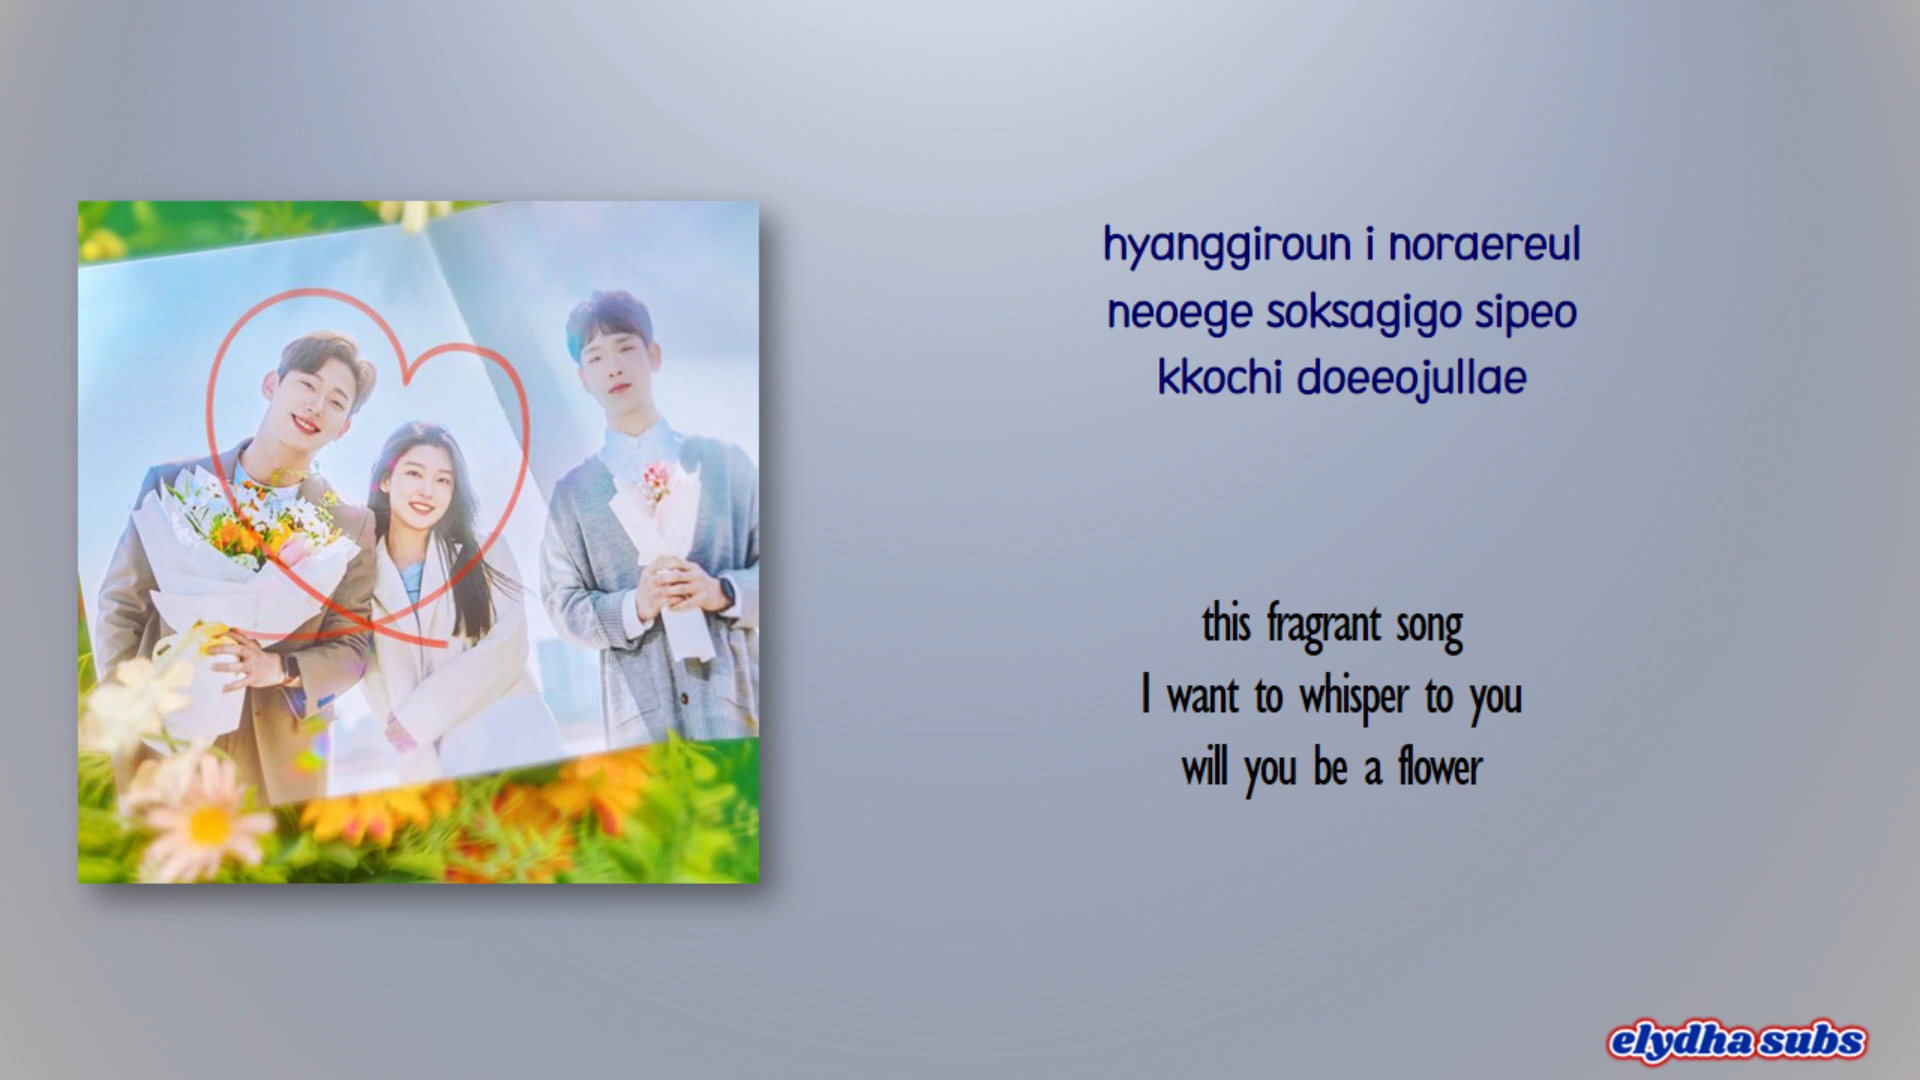 hyanggiroun i noraereul
neoege soksagigo sipeo
kkochi doeeojullae
this fragrant song
I want to whisper to you
will you be a flower
elydha subs